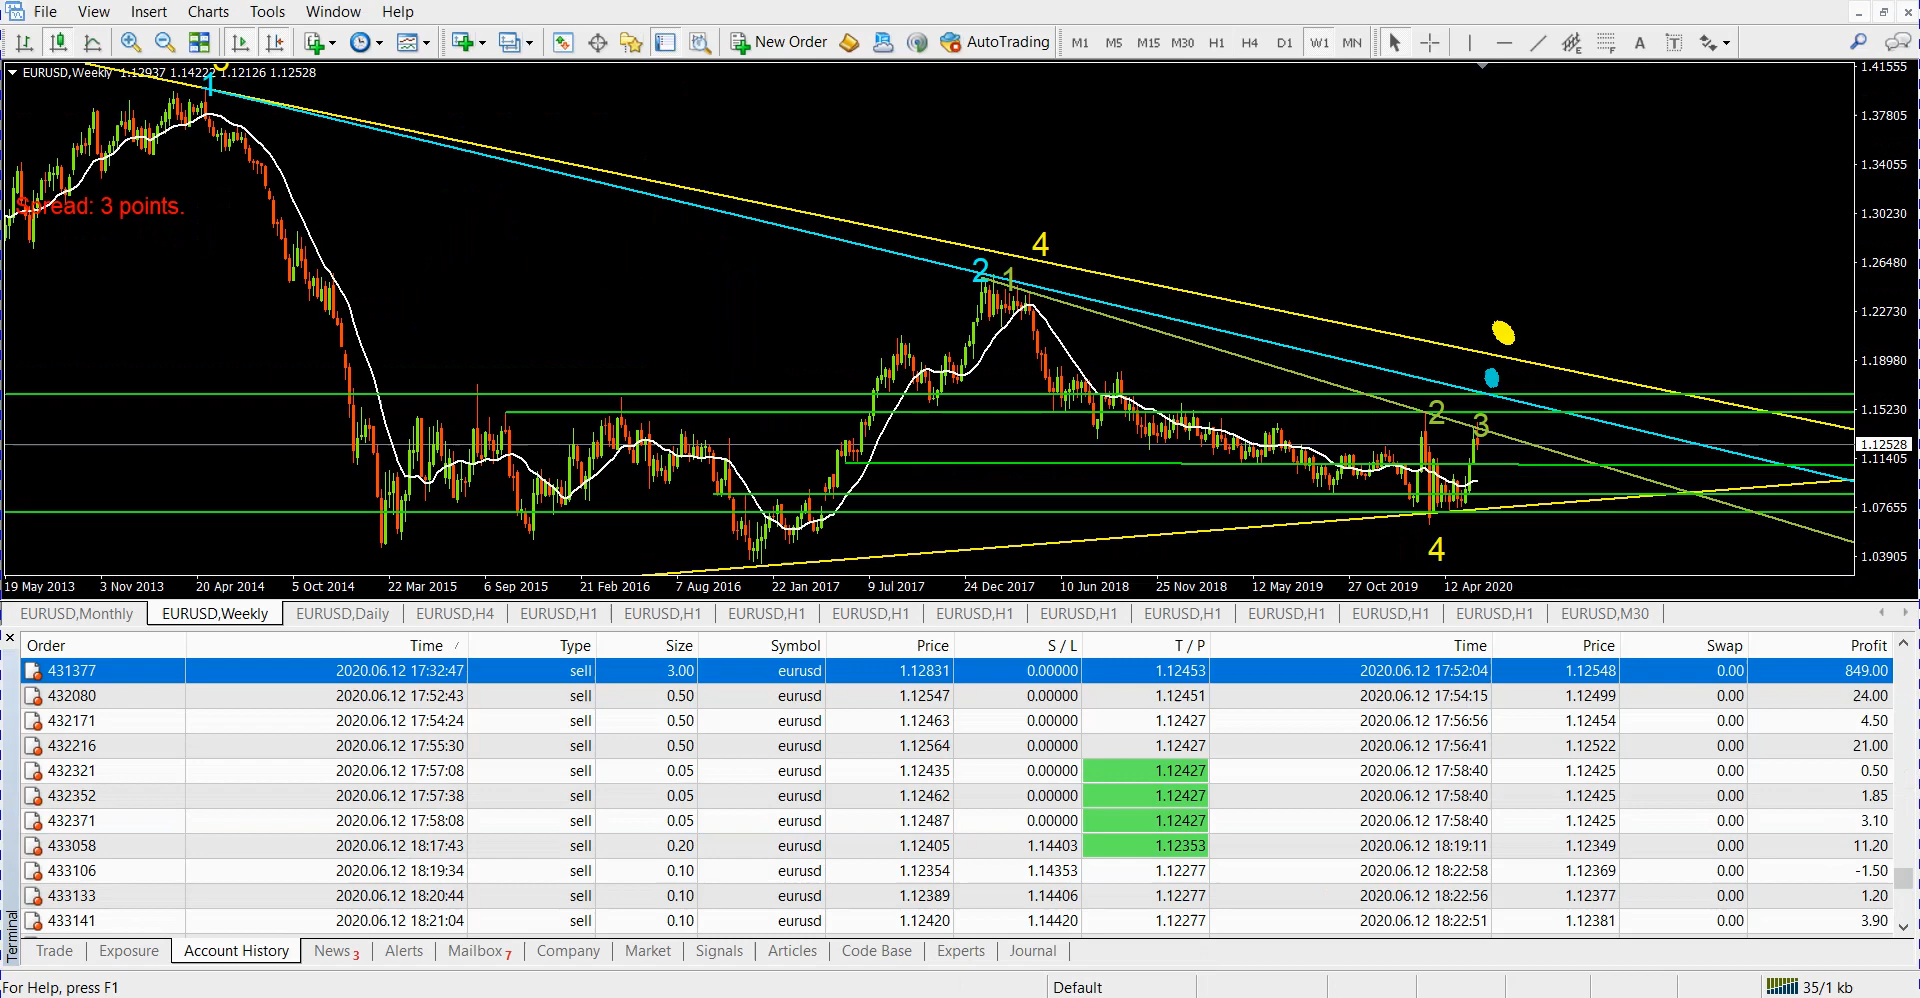 File View Insert Charts Tools Window Help
New Order AutoTrading M1 M5 M15 M30 H1 H4 D1 W1 MN
EURUSD,Weekly 1.12937 1.14222 1.12126 1.12528
1.41555
1
1.37805
1.34055
Spread: 3 points.
1.30230
4
2 1
1.26480
1.22730
1.18980
2
3
1.15230
1.12528
1.11405
1.07655
4
1.03905
19 May 2013 3 Nov 2013 20 Apr 2014 5 Oct 2014 22 Mar 2015 6 Sep 2015 21 Feb 2016 7 Aug 2016 22 Jan 2017 9 Jul 2017 24 Dec 2017 10 Jun 2018 25 Nov 2018 12 May 2019 27 Oct 2019 12 Apr 2020
EURUSD,Monthly EURUSD,Weekly EURUSD,Daily EURUSD,H4 EURUSD,H1 EURUSD,H1 EURUSD,H1 EURUSD,H1 EURUSD,H1 EURUSD,H1 EURUSD,H1 EURUSD,H1 EURUSD,H1 EURUSD,H1 EURUSD,M30
Order Time Type Size Symbol Price S / L T / P Time Price Swap Profit
431377 2020.06.12 17:32:47 sell 3.00 eurusd 1.12831 0.00000 1.12453 2020.06.12 17:52:04 1.12548 0.00 849.00
432080 2020.06.12 17:52:43 sell 0.50 eurusd 1.12547 0.00000 1.12451 2020.06.12 17:54:15 1.12499 0.00 24.00
432171 2020.06.12 17:54:24 sell 0.50 eurusd 1.12463 0.00000 1.12427 2020.06.12 17:56:56 1.12454 0.00 4.50
432216 2020.06.12 17:55:30 sell 0.50 eurusd 1.12564 0.00000 1.12427 2020.06.12 17:56:41 1.12522 0.00 21.00
432321 2020.06.12 17:57:08 sell 0.05 eurusd 1.12435 0.00000 1.12427 2020.06.12 17:58:40 1.12425 0.00 0.50
432352 2020.06.12 17:57:38 sell 0.05 eurusd 1.12462 0.00000 1.12427 2020.06.12 17:58:40 1.12425 0.00 1.85
432371 2020.06.12 17:58:08 sell 0.05 eurusd 1.12487 0.00000 1.12427 2020.06.12 17:58:40 1.12425 0.00 3.10
433058 2020.06.12 18:17:43 sell 0.20 eurusd 1.12405 1.14403 1.12353 2020.06.12 18:19:11 1.12349 0.00 11.20
433106 2020.06.12 18:19:34 sell 0.10 eurusd 1.12354 1.14353 1.12277 2020.06.12 18:22:58 1.12369 0.00 -1.50
433133 2020.06.12 18:20:44 sell 0.10 eurusd 1.12389 1.14406 1.12277 2020.06.12 18:22:56 1.12377 0.00 1.20
433141 2020.06.12 18:21:04 sell 0.10 eurusd 1.12420 1.14420 1.12277 2020.06.12 18:22:51 1.12381 0.00 3.90
Terminal
Trade Exposure Account History News 3 Alerts Mailbox 7 Company Market Signals Articles Code Base Experts Journal
For Help, press F1 Default 35/1 kb